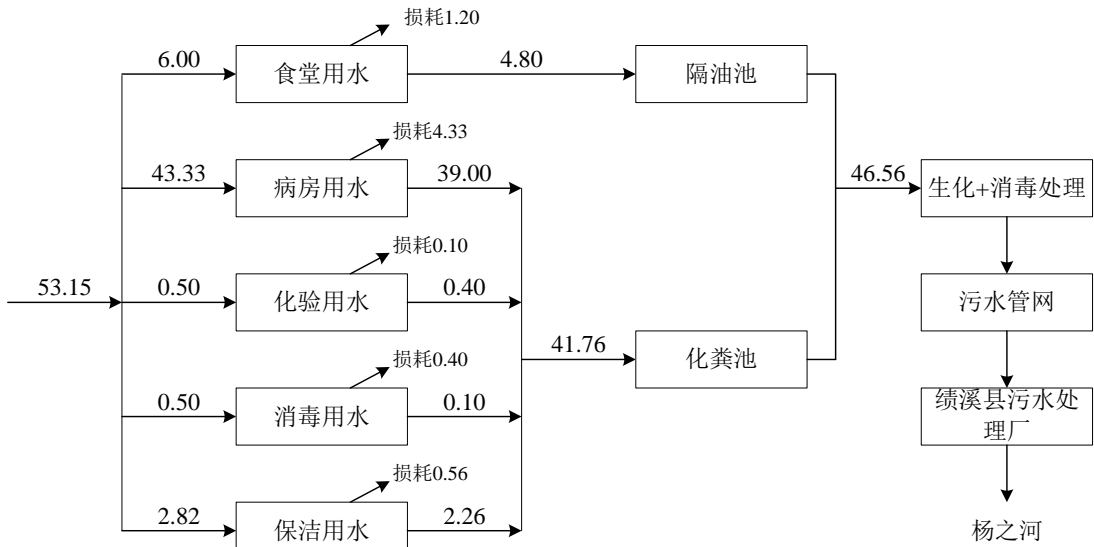 损耗1.20
6.00
食堂用水
4.80
隔油池
损耗4.33
43.33
病房用水
39.00
46.56
生化+消毒处理
损耗0.10
53.15
0.50
化验用水
0.40
污水管网
41.76
化粪池
损耗0.40
0.50
消毒用水
0.10
绩溪县污水处
理厂
损耗0.56
2.82
保洁用水
2.26
杨之河